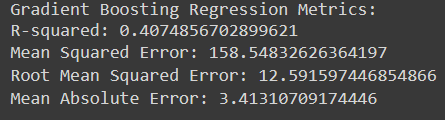 Gradient Boosting Regression Metrics:
R-squared: 0.4074856702899621
Mean Squared Error: 158.54832626364197
Root Mean Squared Error: 12.591597446854866
Mean Absolute Error: 3.41310709174446